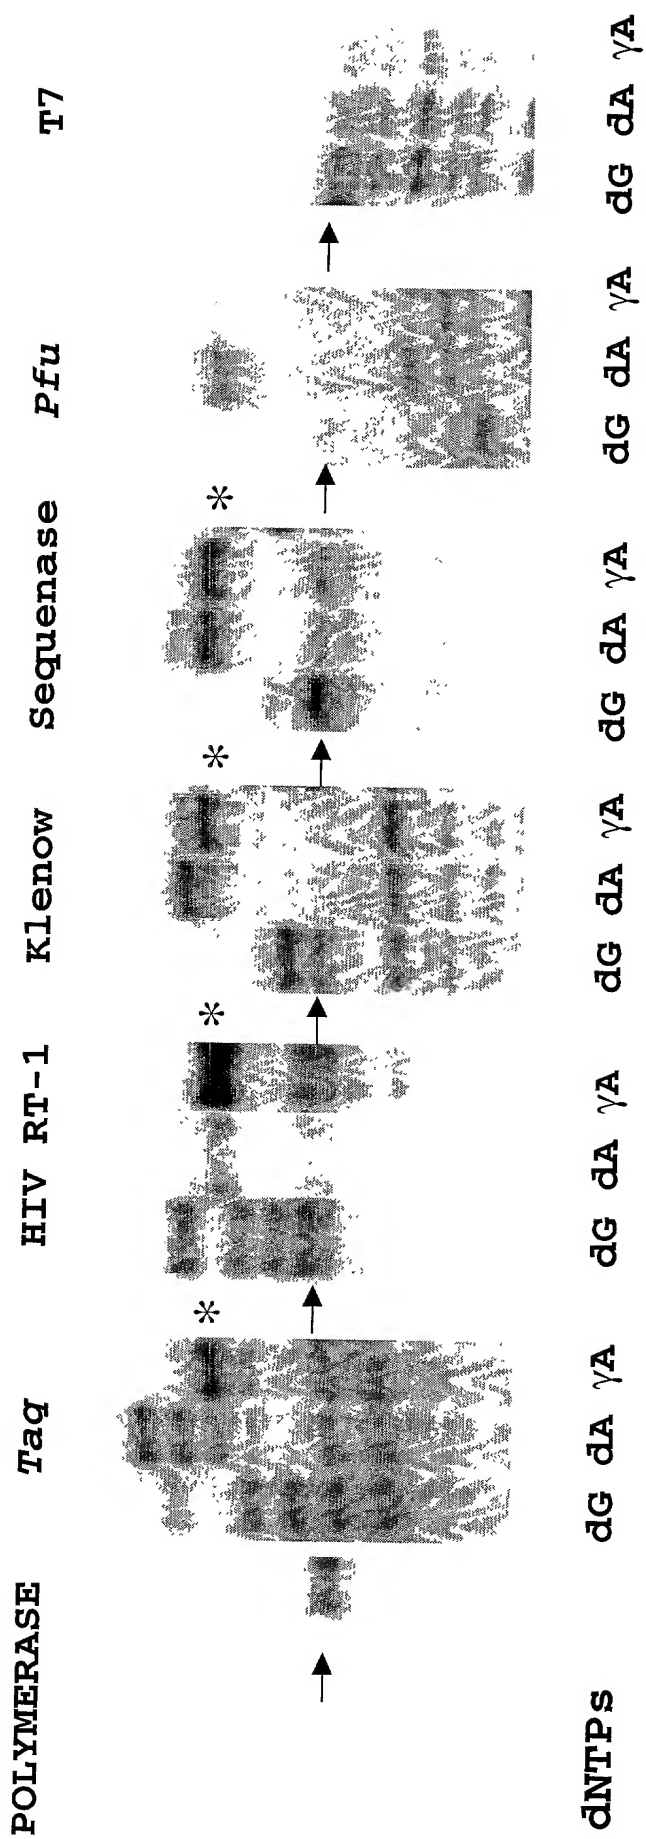 POLYMERASE Taq HIV RT-1 Klenow Sequenase Pfu T7
* * * *
dNTPs dG dA γA dG dA γA dG dA γA dG dA γA dG dA γA dG dA γA